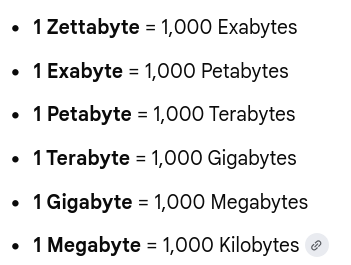 • 1 Zettabyte = 1,000 Exabytes
• 1 Exabyte = 1,000 Petabytes
• 1 Petabyte = 1,000 Terabytes
• 1 Terabyte = 1,000 Gigabytes
• 1 Gigabyte = 1,000 Megabytes
• 1 Megabyte = 1,000 Kilobytes